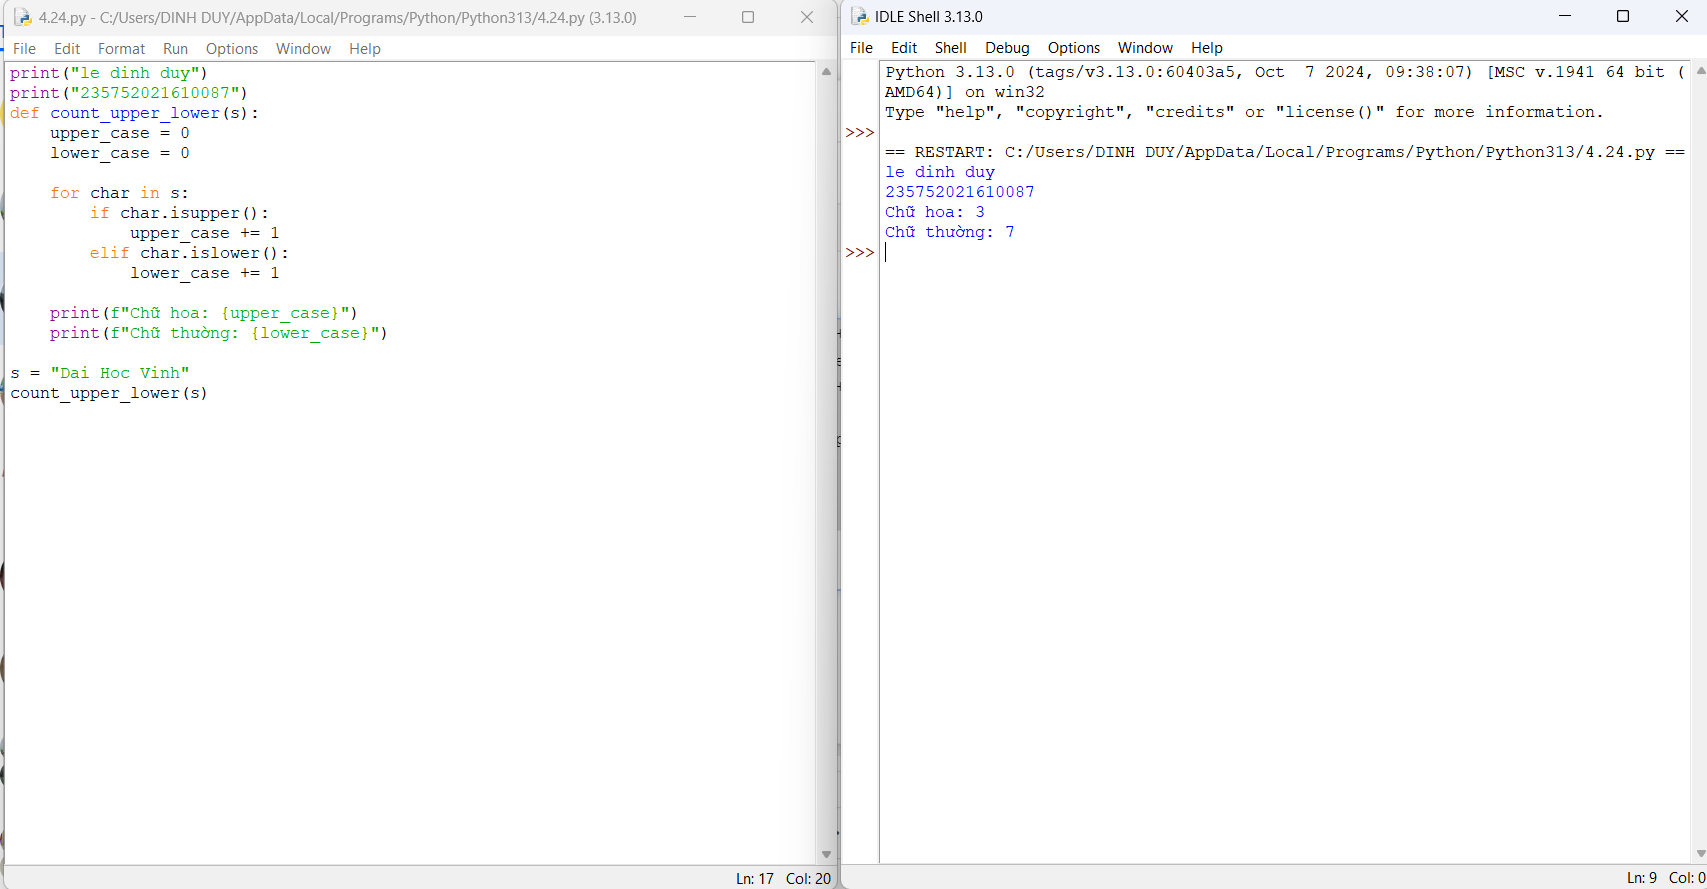 4.24.py - C:/Users/DINH DUY/AppData/Local/Programs/Python/Python313/4.24.py (3.13.0)
File Edit Format Run Options Window Help
print("le dinh duy")
print("235752021610087")
def count_upper_lower(s):
    upper_case = 0
    lower_case = 0
    for char in s:
        if char.isupper():
            upper_case += 1
        elif char.islower():
            lower_case += 1
    print(f"Chữ hoa: {upper_case}")
    print(f"Chữ thường: {lower_case}")
s = "Dai Hoc Vinh"
count_upper_lower(s)
Ln: 17 Col: 20
IDLE Shell 3.13.0
File Edit Shell Debug Options Window Help
Python 3.13.0 (tags/v3.13.0:60403a5, Oct  7 2024, 09:38:07) [MSC v.1941 64 bit (
AMD64)] on win32
Type "help", "copyright", "credits" or "license()" for more information.
>>>
== RESTART: C:/Users/DINH DUY/AppData/Local/Programs/Python/Python313/4.24.py ==
le dinh duy
235752021610087
Chữ hoa: 3
Chữ thường: 7
>>>
Ln: 9 Col: 0